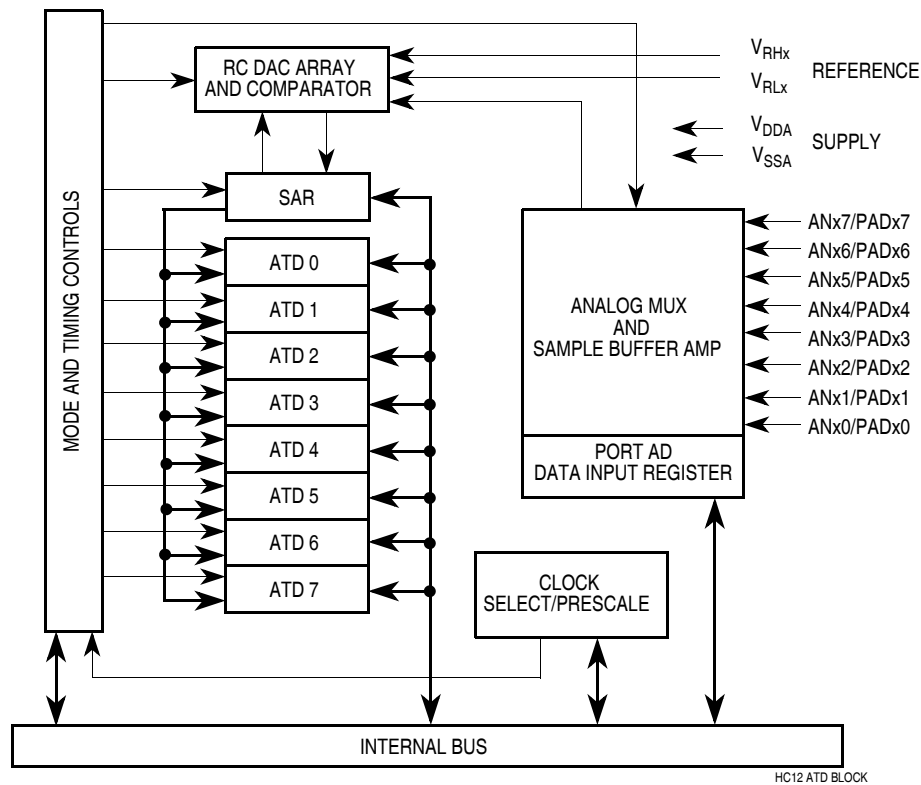 RC DAC ARRAY
AND COMPARATOR
V_RHx
V_RLx
REFERENCE
V_DDA
V_SSA
SUPPLY
MODE AND TIMING CONTROLS
SAR
ATD 0
ATD 1
ATD 2
ATD 3
ATD 4
ATD 5
ATD 6
ATD 7
ANALOG MUX
AND
SAMPLE BUFFER AMP
ANx7/PADx7
ANx6/PADx6
ANx5/PADx5
ANx4/PADx4
ANx3/PADx3
ANx2/PADx2
ANx1/PADx1
ANx0/PADx0
PORT AD
DATA INPUT REGISTER
CLOCK
SELECT/PRESCALE
INTERNAL BUS
HC12 ATD BLOCK